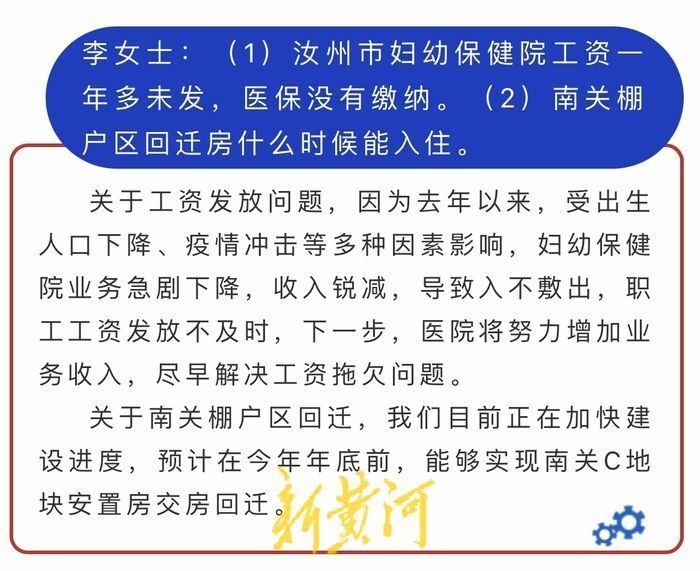 李女士：（1）汝州市妇幼保健院工资一
年多未发，医保没有缴纳。（2）南关棚
户区回迁房什么时候能入住。
关于工资发放问题，因为去年以来，受出生
人口下降、疫情冲击等多种因素影响，妇幼保健
院业务急剧下降，收入锐减，导致入不敷出，职
工工资发放不及时，下一步，医院将努力增加业
务收入，尽早解决工资拖欠问题。
关于南关棚户区回迁，我们目前正在加快建
设进度，预计在今年年底前，能够实现南关C地
块安置房交房回迁。
新黄河